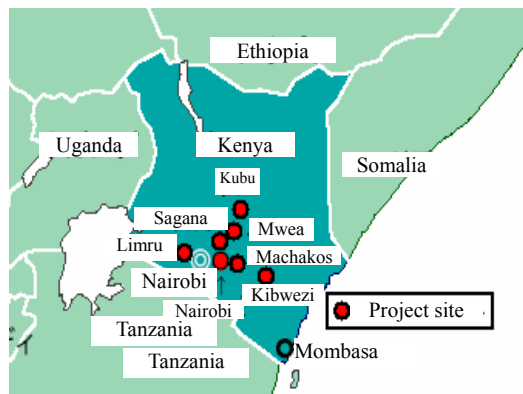 Ethiopia
Uganda
Kenya
Somalia
Kubu
Sagana
Mwea
Limru
Machakos
Nairobi
Kibwezi
Nairobi
Project site
Tanzania
Mombasa
Tanzania